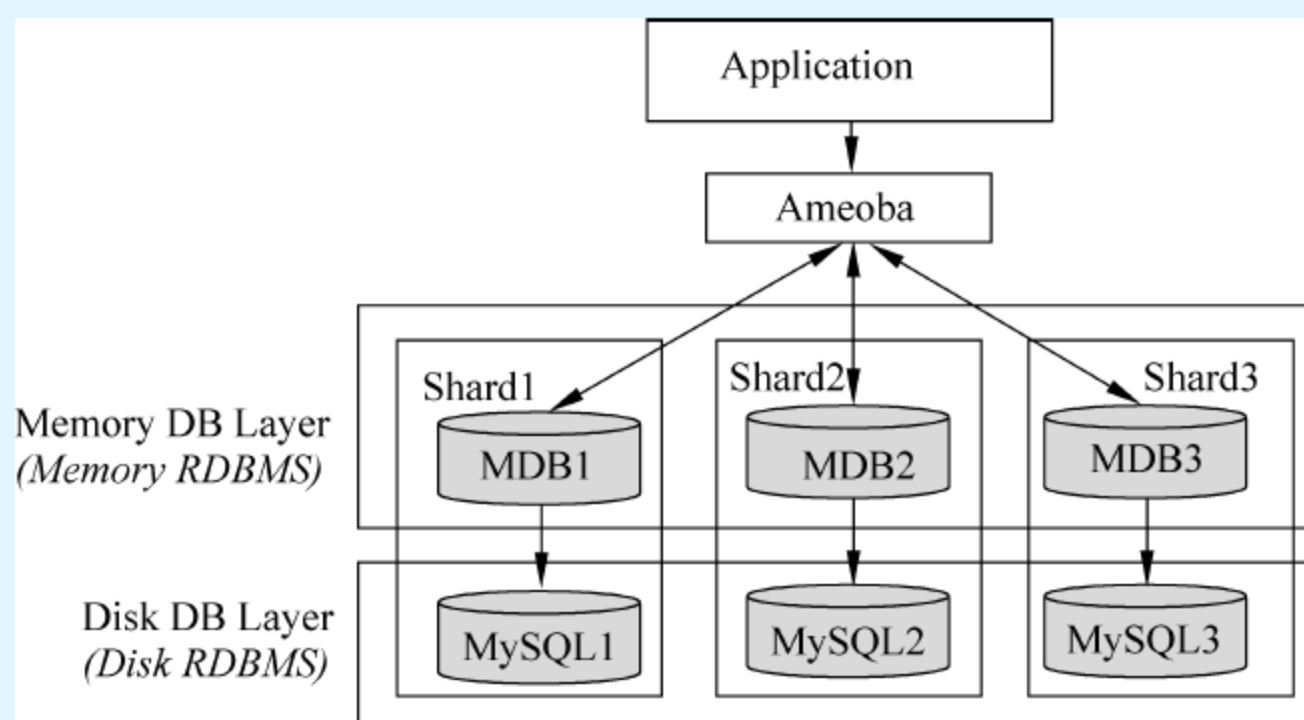 Application
Ameoba
Shard1
Shard2
Shard3
Memory DB Layer
(Memory RDBMS)
MDB1
MDB2
MDB3
Disk DB Layer
(Disk RDBMS)
MySQL1
MySQL2
MySQL3